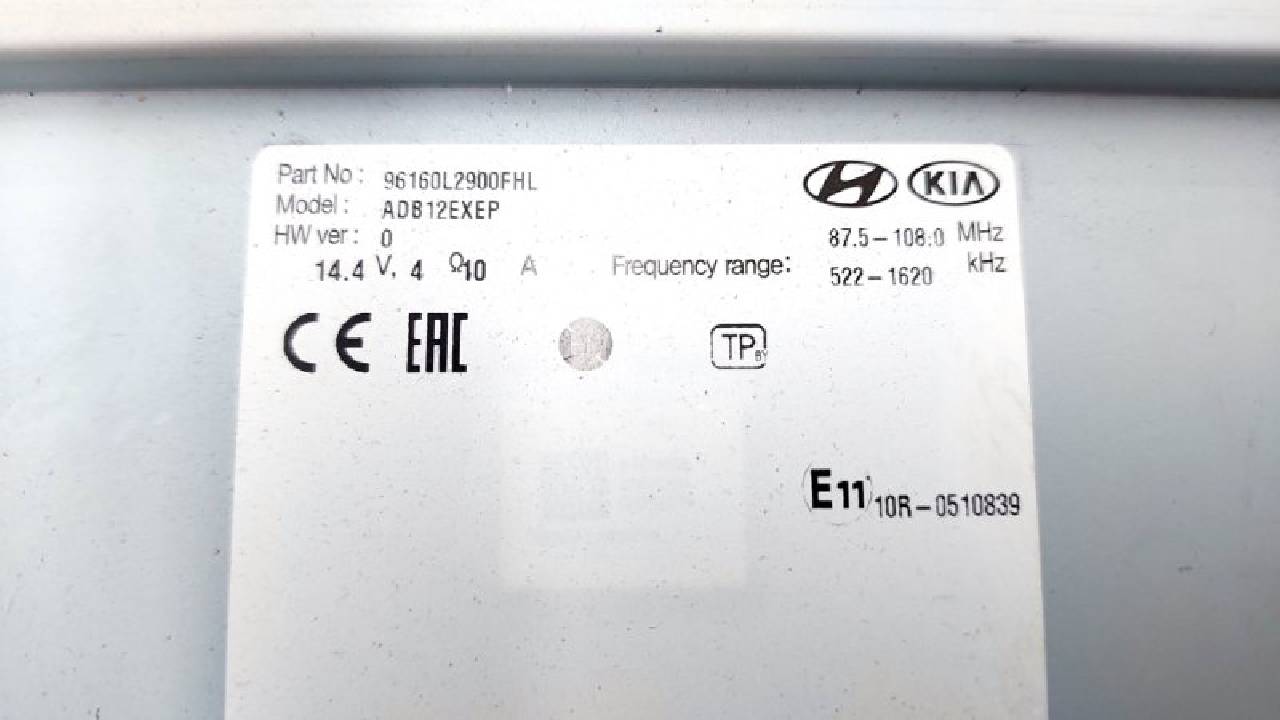 Part No : 96160L2900FHL
Model : ADB12EXEP
HW ver : 0
14.4 V, 4 Ω 10 A
KIA
Frequency range: 87.5-108.0 MHz
522-1620 kHz
CE EAC
TP BY
E11 10R-0510839